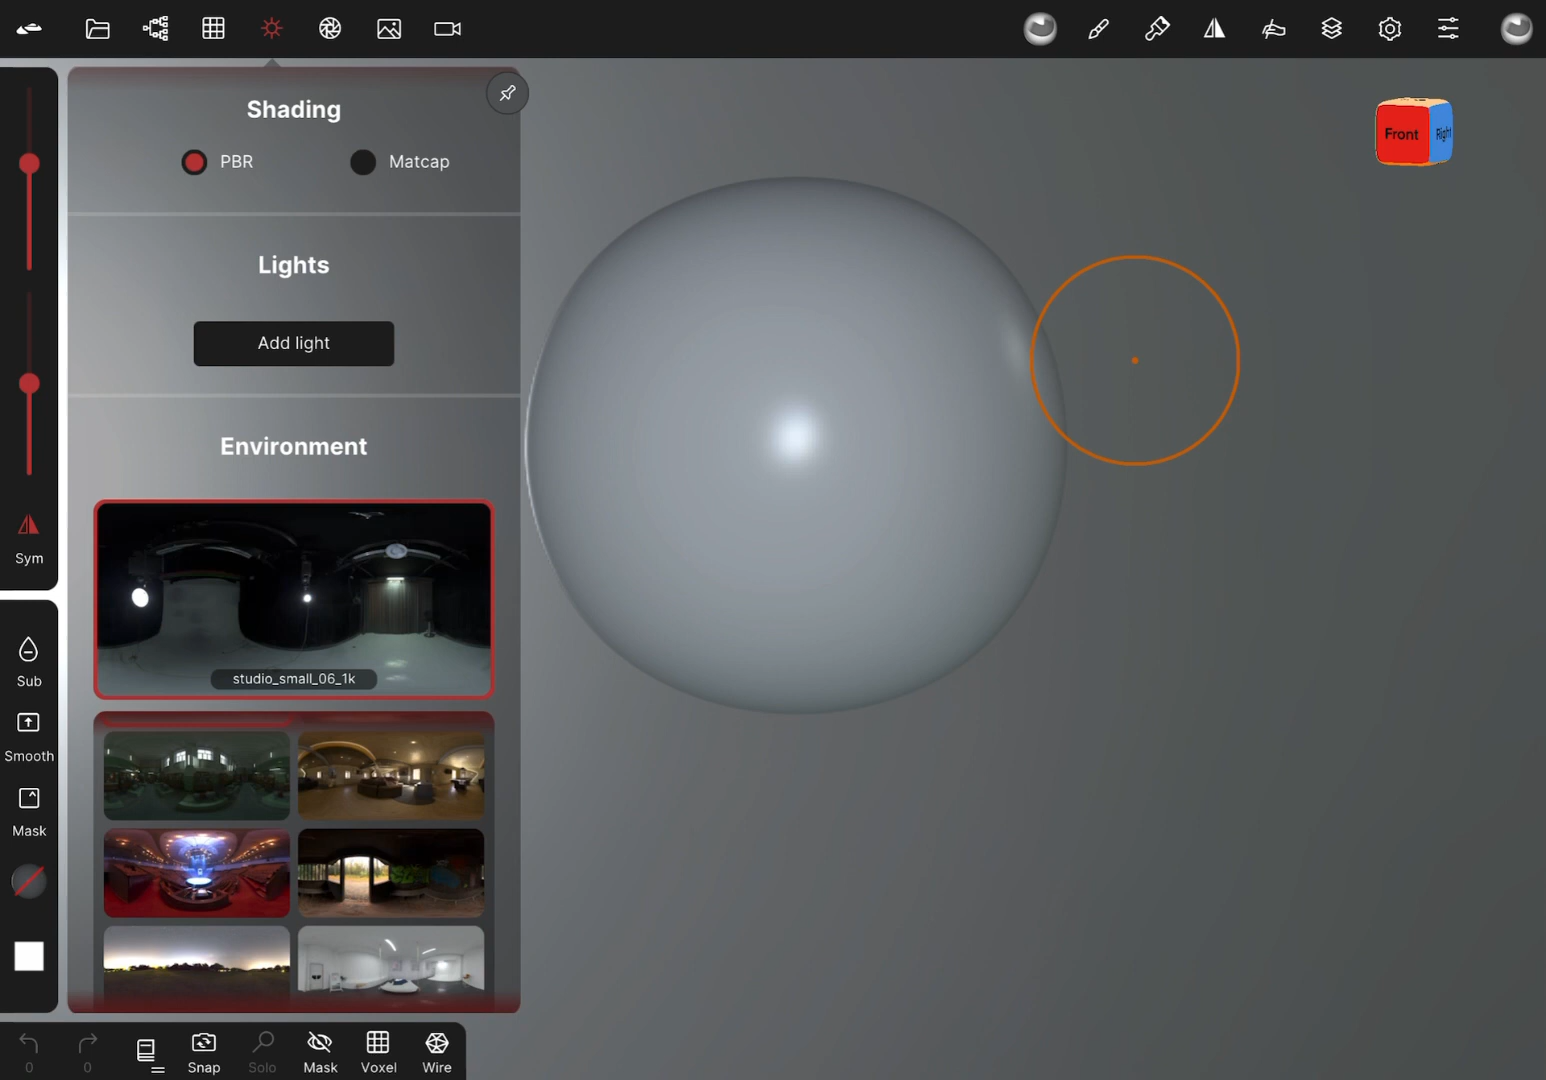 Shading
PBR
Matcap
Lights
Add light
Environment
studio_small_06_1k
Front
Right
Sym
Sub
Smooth
Mask
0
0
Snap
Solo
Mask
Voxel
Wire